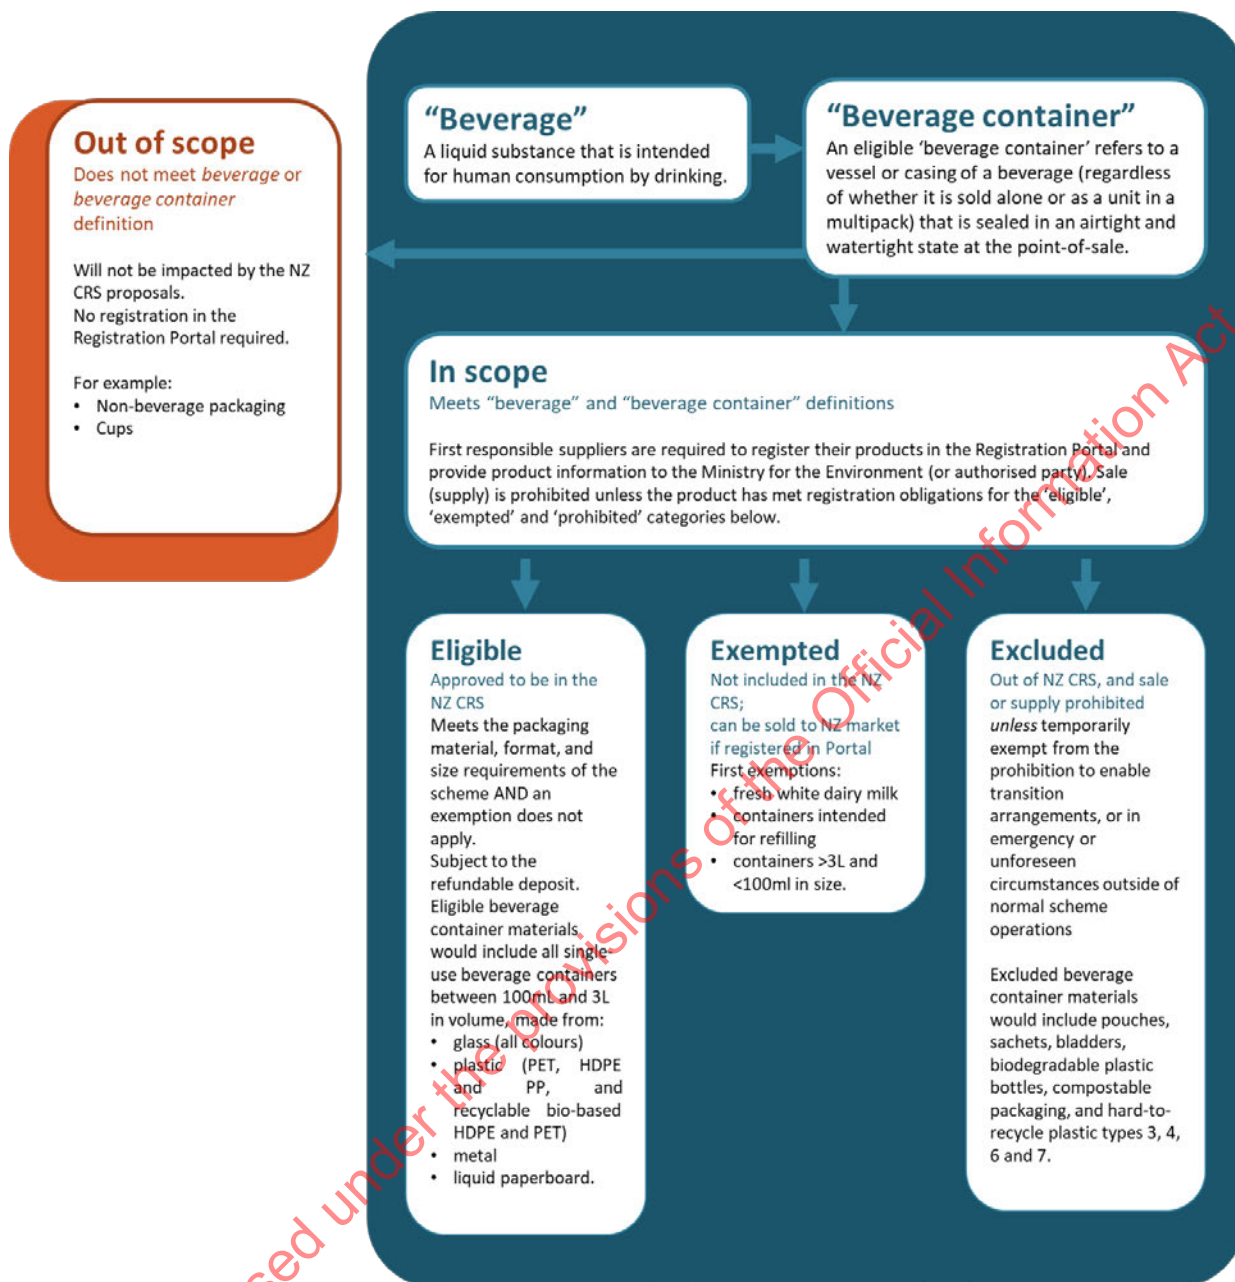 Out of scope
Does not meet beverage or
beverage container
definition
Will not be impacted by the NZ
CRS proposals.
No registration in the
Registration Portal required.
For example:
• Non-beverage packaging
• Cups
“Beverage”
A liquid substance that is intended
for human consumption by drinking.
“Beverage container”
An eligible ‘beverage container’ refers to a
vessel or casing of a beverage (regardless
of whether it is sold alone or as a unit in a
multipack) that is sealed in an airtight and
watertight state at the point-of-sale.
In scope
Meets “beverage” and “beverage container” definitions
First responsible suppliers are required to register their products in the Registration Portal and
provide product information to the Ministry for the Environment (or authorised party). Sale
(supply) is prohibited unless the product has met registration obligations for the ‘eligible’,
‘exempted’ and ‘prohibited’ categories below.
Eligible
Approved to be in the
NZ CRS
Meets the packaging
material, format, and
size requirements of the
scheme AND an
exemption does not
apply.
Subject to the
refundable deposit.
Eligible beverage
container materials
would include all single-
use beverage containers
between 100mL and 3L
in volume, made from:
• glass (all colours)
• plastic (PET, HDPE
and PP, and
recyclable bio-based
HDPE and PET)
• metal
• liquid paperboard.
Exempted
Not included in the NZ
CRS;
can be sold to NZ market
if registered in Portal
First exemptions:
• fresh white dairy milk
• containers intended
for refilling
• containers >3L and
<100ml in size.
Excluded
Out of NZ CRS, and sale
or supply prohibited
unless temporarily
exempt from the
prohibition to enable
transition
arrangements, or in
emergency or
unforeseen
circumstances outside of
normal scheme
operations
Excluded beverage
container materials
would include pouches,
sachets, bladders,
biodegradable plastic
bottles, compostable
packaging, and hard-to-
recycle plastic types 3, 4,
6 and 7.
sed under the provisions of the Official Information Act